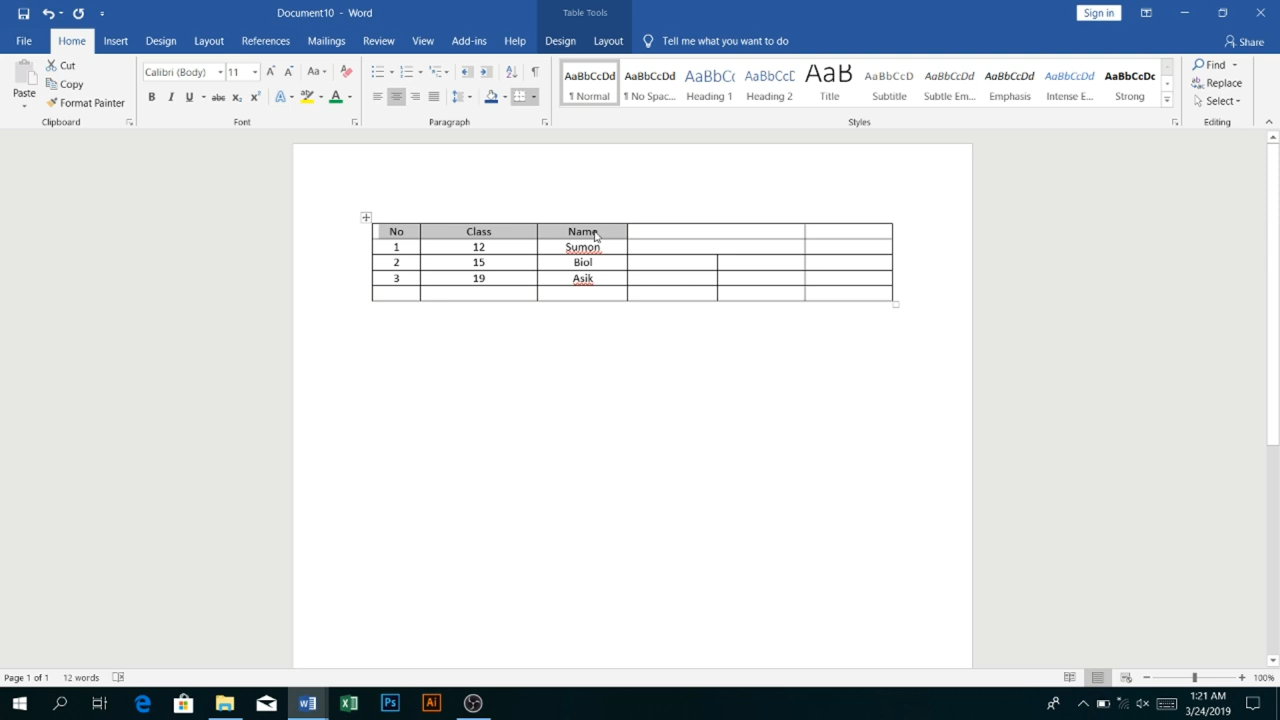 Document10 - Word
Table Tools
Sign in
File Home Insert Design Layout References Mailings Review View Add-ins Help Design Layout Tell me what you want to do Share
Cut
Copy
Format Painter
Paste
Clipboard
Calibri (Body) 11
Font
Paragraph
AaBbCcDd AaBbCcDd AaBbC AaBbCcD AaB AaBbCcD AaBbCcDd AaBbCcDd AaBbCcDd AaBbCcDc
¶ Normal ¶ No Spac... Heading 1 Heading 2 Title Subtitle Subtle Em... Emphasis Intense E... Strong
Styles
Find
Replace
Select
Editing
No Class Name
1 12 Sumon
2 15 Biol
3 19 Asik
Page 1 of 1 12 words 100%
1:21 AM
3/24/2019